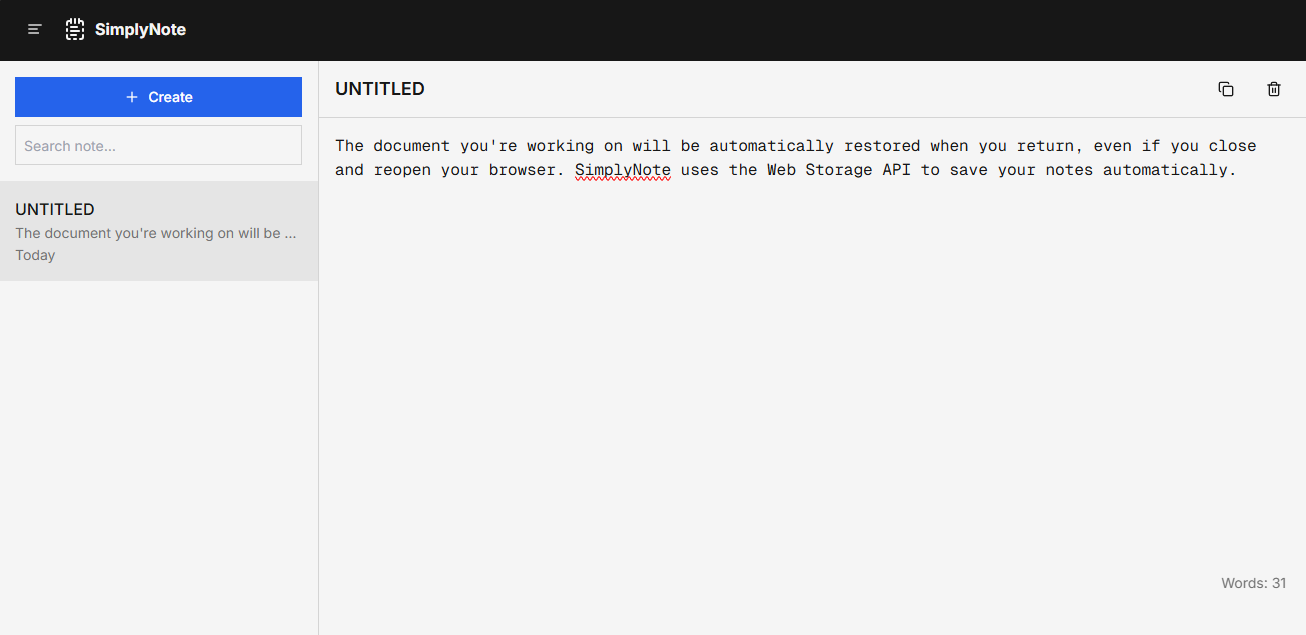 SimplyNote
Create
Search note...
UNTITLED
The document you're working on will be ...
Today
UNTITLED
The document you're working on will be automatically restored when you return, even if you close
and reopen your browser. SimplyNote uses the Web Storage API to save your notes automatically.
Words: 31